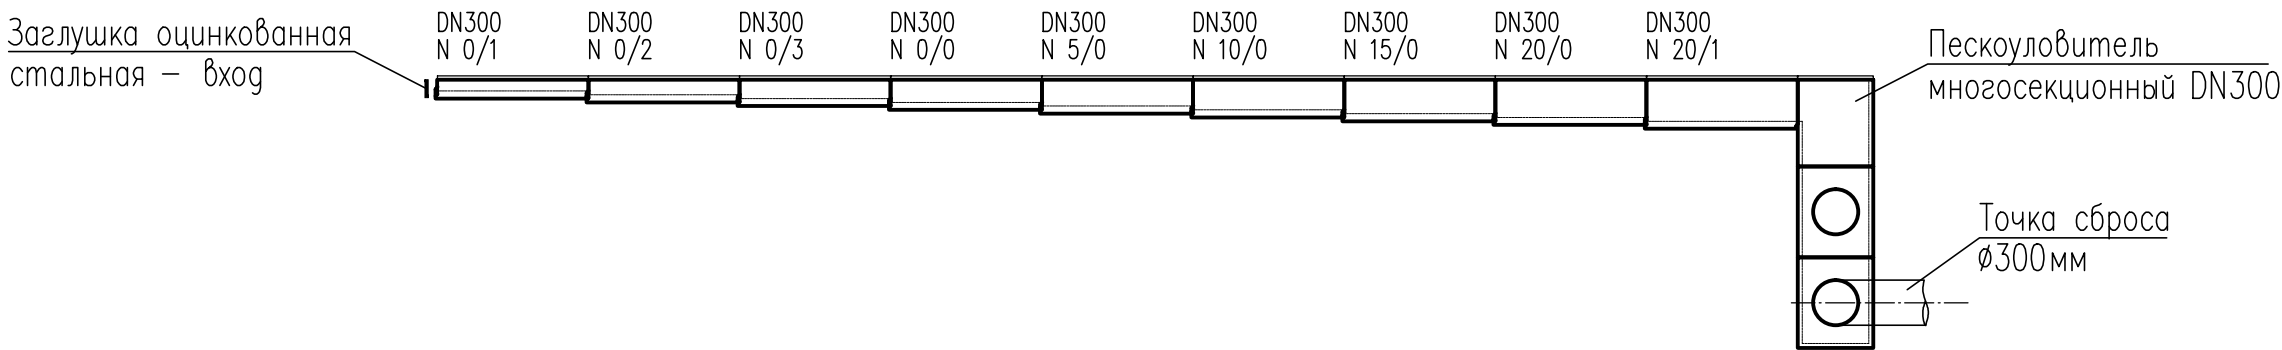 Заглушка оцинкованная
стальная – вход
DN300
N 0/1
DN300
N 0/2
DN300
N 0/3
DN300
N 0/0
DN300
N 5/0
DN300
N 10/0
DN300
N 15/0
DN300
N 20/0
DN300
N 20/1
Пескоуловитель
многосекционный DN300
Точка сброса
Ø300мм